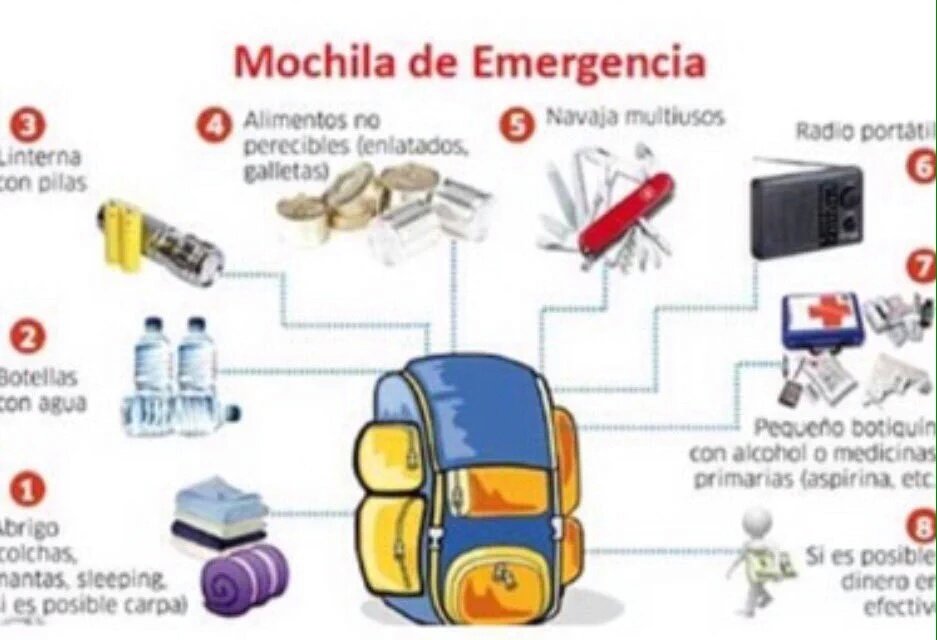 Mochila de Emergencia
3
Linterna
con pilas
4
Alimentos no
perecibles (enlatados,
galletas)
5
Navaja multiusos
Radio portátil
6
2
Botellas
con agua
7
Pequeño botiquín
con alcohol o medicinas
primarias (aspirina, etc.
1
Abrigo
colchas,
mantas, sleeping,
si es posible carpa)
8
Si es posible
dinero en
efectiv